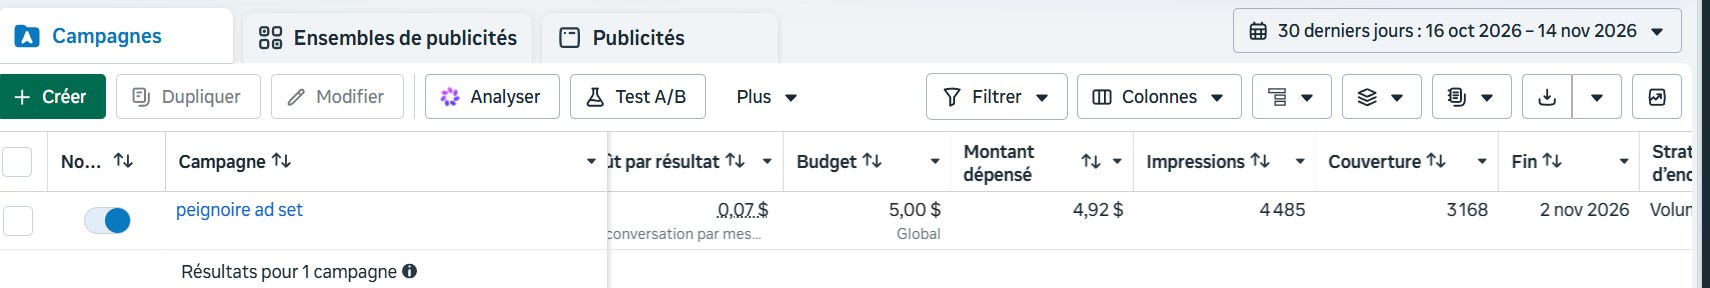 Campagnes
Ensembles de publicités
Publicités
30 derniers jours : 16 oct 2026 – 14 nov 2026
+ Créer
Dupliquer
Modifier
Analyser
Test A/B
Plus
Filtrer
Colonnes
No...
Campagne
ût par résultat
Budget
Montant
dépensé
Impressions
Couverture
Fin
Strat
d'enc
peignoire ad set
0,07 $
5,00 $
4,92 $
4 485
3 168
2 nov 2026
Volun
conversation par mes...
Global
Résultats pour 1 campagne